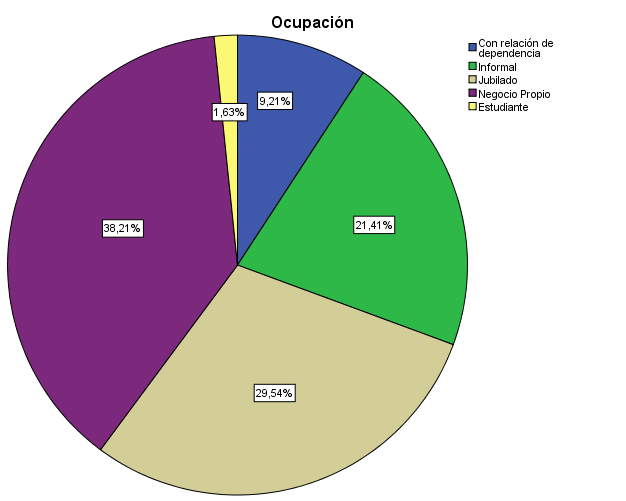 Ocupación
Con relación de
dependencia
Informal
Jubilado
Negocio Propio
Estudiante
1,63%
9,21%
21,41%
38,21%
29,54%